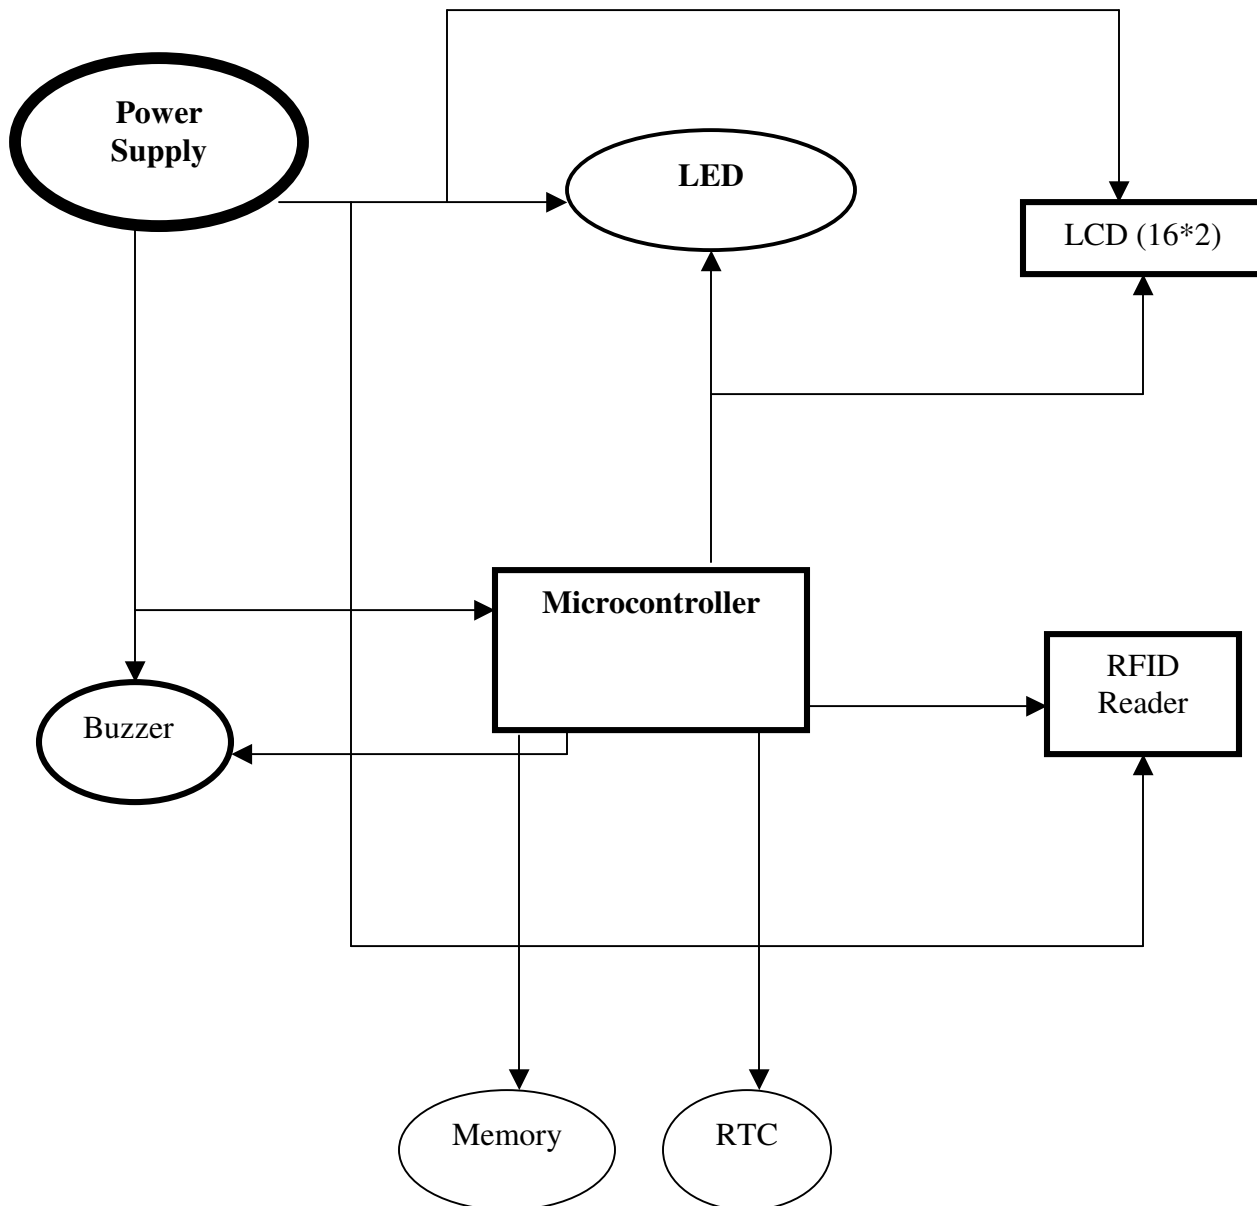 Power
Supply
LED
LCD (16*2)
Microcontroller
RFID
Reader
Buzzer
Memory
RTC